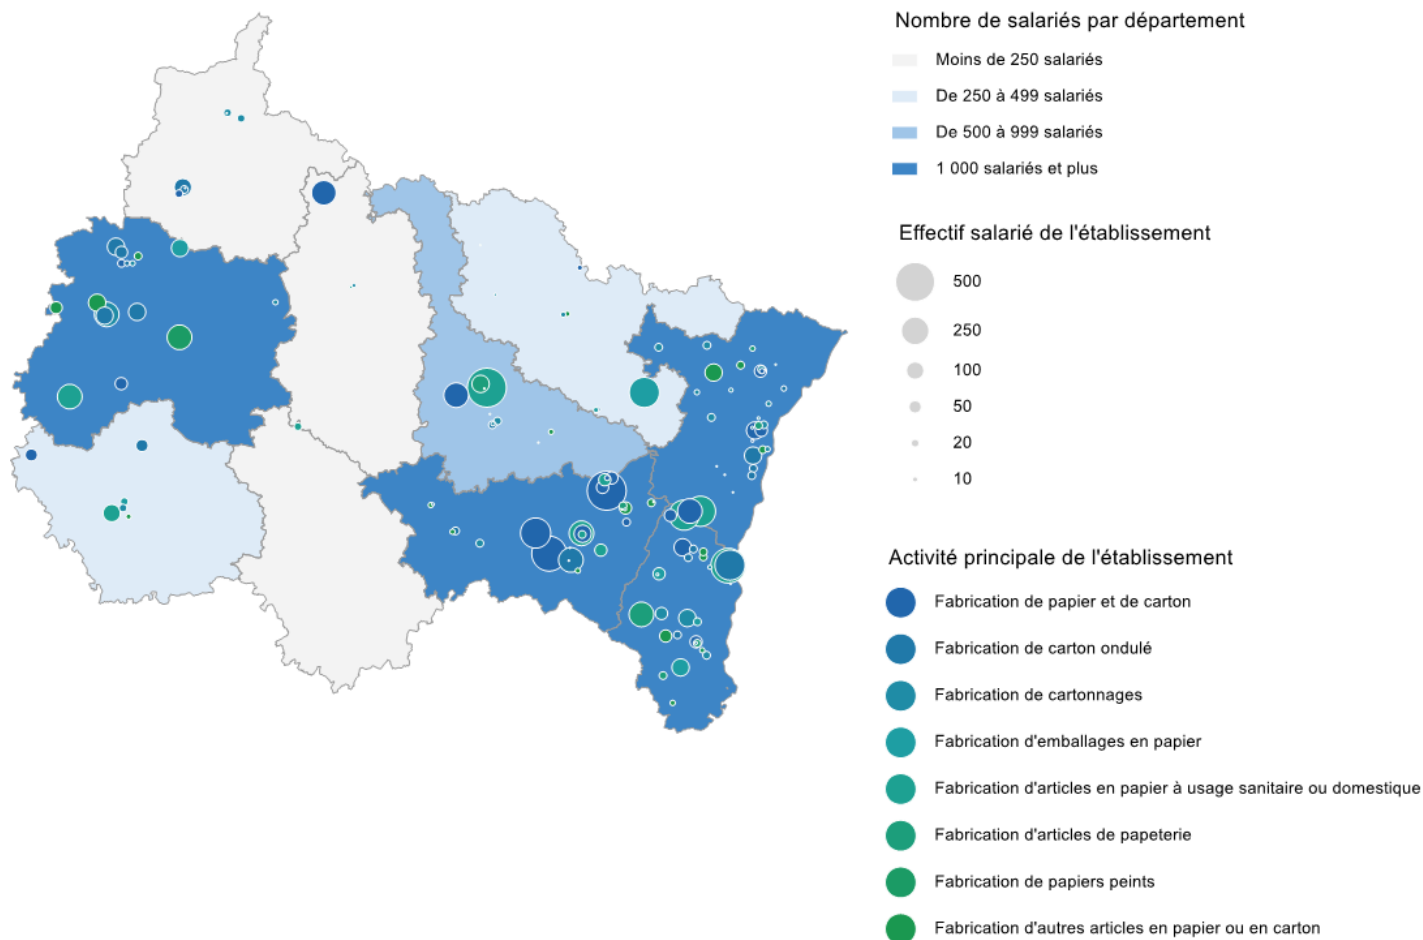 Nombre de salariés par département
Moins de 250 salariés
De 250 à 499 salariés
De 500 à 999 salariés
1 000 salariés et plus
Effectif salarié de l'établissement
500
250
100
50
20
10
Activité principale de l'établissement
Fabrication de papier et de carton
Fabrication de carton ondulé
Fabrication de cartonnages
Fabrication d'emballages en papier
Fabrication d'articles en papier à usage sanitaire ou domestique
Fabrication d'articles de papeterie
Fabrication de papiers peints
Fabrication d'autres articles en papier ou en carton